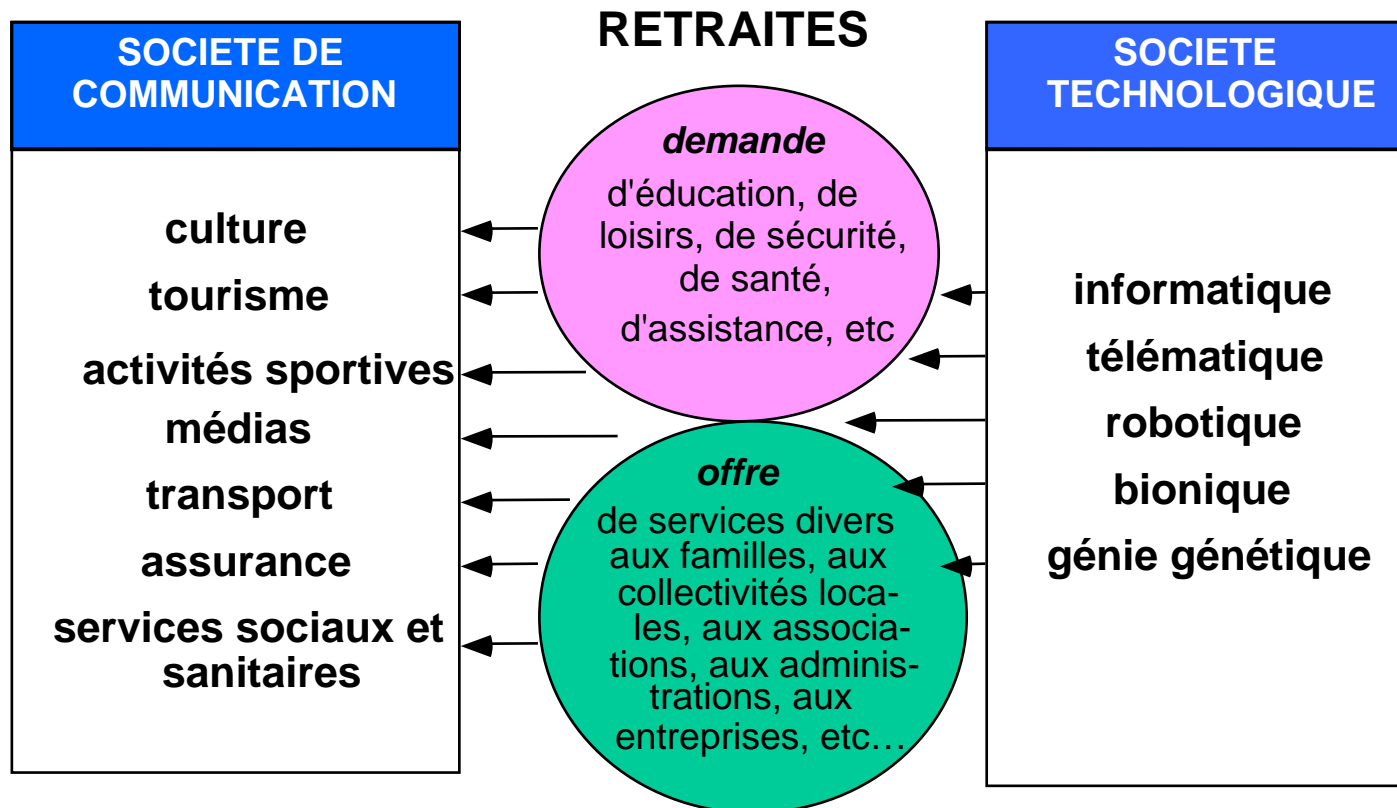 RETRAITES
SOCIETE DE
COMMUNICATION
culture
tourisme
activités sportives
médias
transport
assurance
services sociaux et
sanitaires
demande
d'éducation, de
loisirs, de sécurité,
de santé,
d'assistance, etc
offre
de services divers
aux familles, aux
collectivités loca-
les, aux associa-
tions, aux adminis-
trations, aux
entreprises, etc…
SOCIETE
TECHNOLOGIQUE
informatique
télématique
robotique
bionique
génie génétique